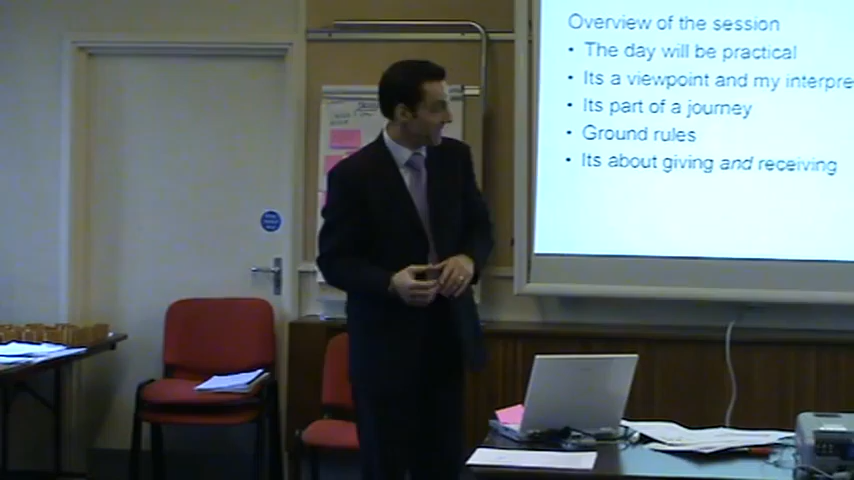 Overview of the session
• The day will be practical
• Its a viewpoint and my interpre
• Its part of a journey
• Ground rules
• Its about giving and receiving